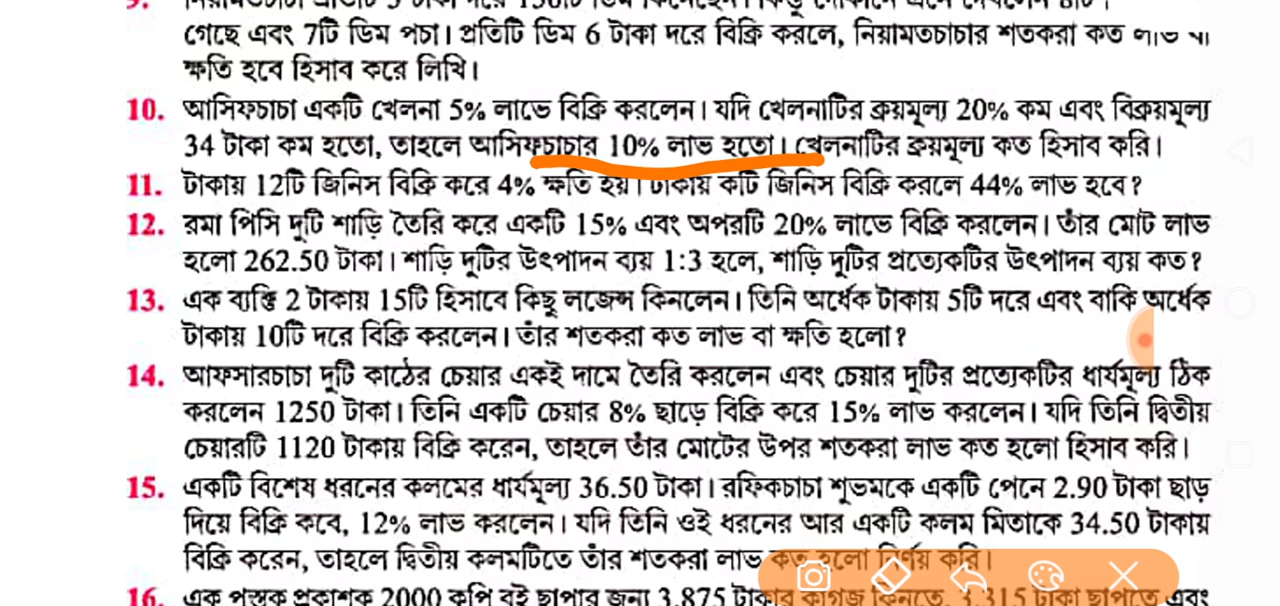 গেছে এবং 7টি ডিম পচা। প্রতিটি ডিম 6 টাকা দরে বিক্রি করলে, নিয়ামতচাচার শতকরা কত লাভ বা
ক্ষতি হবে হিসাব করে লিখি।
10. আসিফচাচা একটি খেলনা 5% লাভে বিক্রি করলেন। যদি খেলনাটির ক্রয়মূল্য 20% কম এবং বিক্রয়মূল্য
34 টাকা কম হতো, তাহলে আসিফচাচার 10% লাভ হতো। খেলনাটির ক্রয়মূল্য কত হিসাব করি।
11. টাকায় 12টি জিনিস বিক্রি করে 4% ক্ষতি হয়। টাকায় কটি জিনিস বিক্রি করলে 44% লাভ হবে?
12. রমা পিসি দুটি শাড়ি তৈরি করে একটি 15% এবং অপরটি 20% লাভে বিক্রি করলেন। তাঁর মোট লাভ
হলো 262.50 টাকা। শাড়ি দুটির উৎপাদন ব্যয় 1:3 হলে, শাড়ি দুটির প্রত্যেকটির উৎপাদন ব্যয় কত?
13. এক ব্যক্তি 2 টাকায় 15টি হিসাবে কিছু লজেন্স কিনলেন। তিনি অর্ধেক টাকায় 5টি দরে এবং বাকি অর্ধেক
টাকায় 10টি দরে বিক্রি করলেন। তাঁর শতকরা কত লাভ বা ক্ষতি হলো?
14. আফসারচাচা দুটি কাঠের চেয়ার একই দামে তৈরি করলেন এবং চেয়ার দুটির প্রত্যেকটির ধার্যমূল্য ঠিক
করলেন 1250 টাকা। তিনি একটি চেয়ার 8% ছাড়ে বিক্রি করে 15% লাভ করলেন। যদি তিনি দ্বিতীয়
চেয়ারটি 1120 টাকায় বিক্রি করেন, তাহলে তাঁর মোটের উপর শতকরা লাভ কত হলো হিসাব করি।
15. একটি বিশেষ ধরনের কলমের ধার্যমূল্য 36.50 টাকা। রফিকচাচা শুভমকে একটি পেনে 2.90 টাকা ছাড়
দিয়ে বিক্রি কবে, 12% লাভ করলেন। যদি তিনি ওই ধরনের আর একটি কলম মিতাকে 34.50 টাকায়
বিক্রি করেন, তাহলে দ্বিতীয় কলমটিতে তাঁর শতকরা লাভ কত হলো নির্ণয় করি।
16. এক পুস্তক প্রকাশক 2000 কপি বই ছাপার জন্য 3,875 টাকার কাগজ কিনতে, 3,315 টাকা ছাপতে এবং